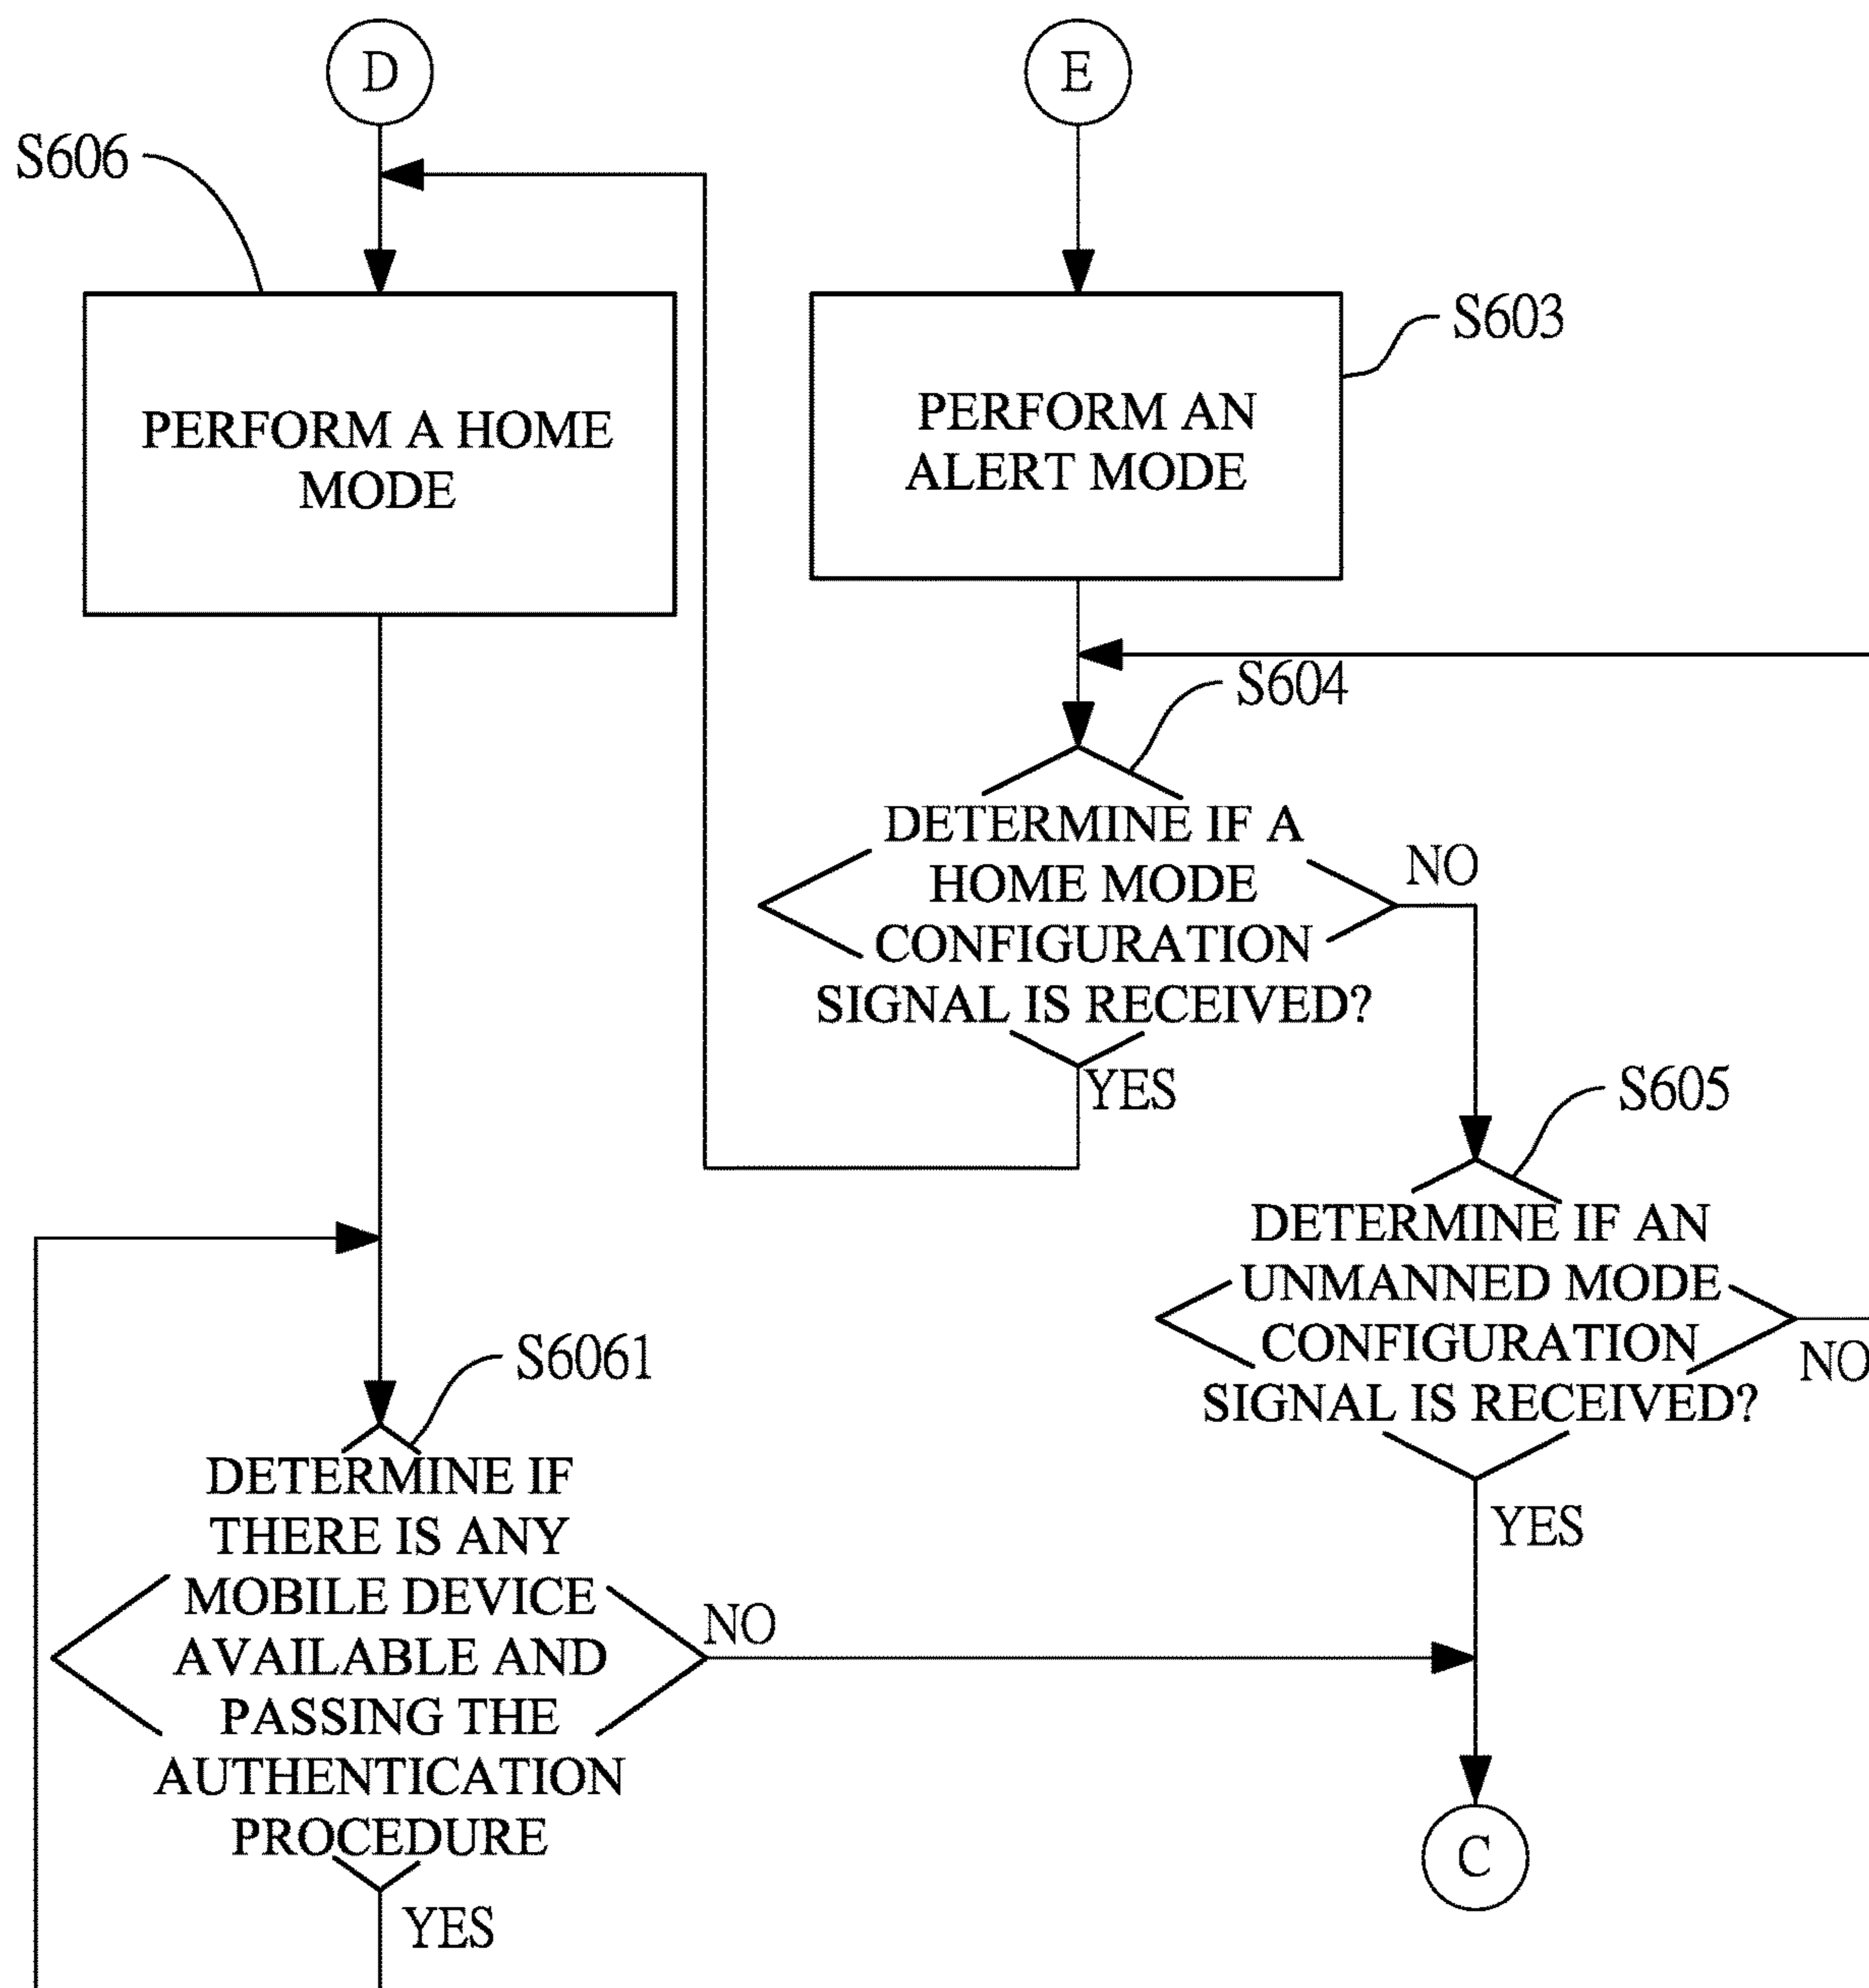 D
E
S606
S603
PERFORM A HOME
MODE
PERFORM AN
ALERT MODE
S604
DETERMINE IF A
HOME MODE
CONFIGURATION
SIGNAL IS RECEIVED?
NO
YES
S605
DETERMINE IF AN
UNMANNED MODE
CONFIGURATION
SIGNAL IS RECEIVED?
NO
YES
S6061
DETERMINE IF
THERE IS ANY
MOBILE DEVICE
AVAILABLE AND
PASSING THE
AUTHENTICATION
PROCEDURE
NO
YES
C